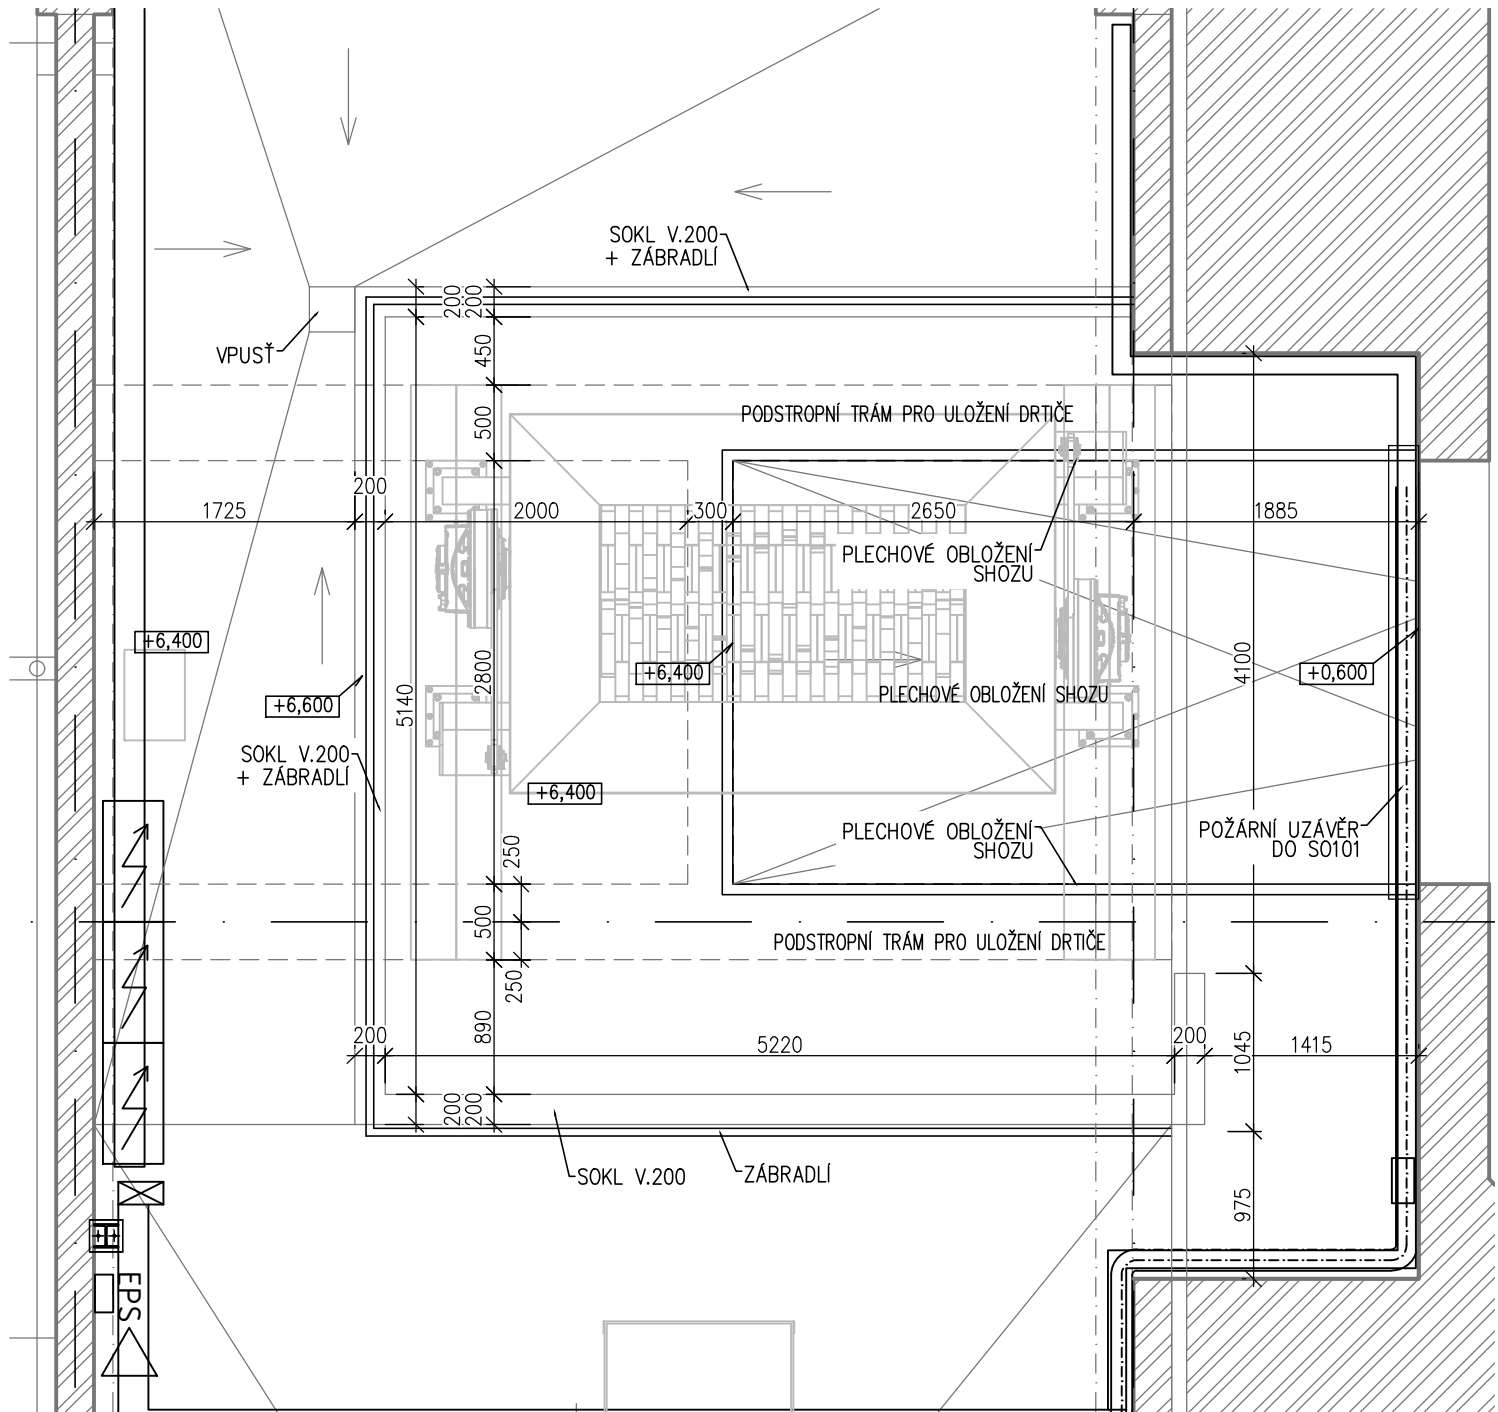 SOKL V.200
+ ZÁBRADLÍ
VPUSŤ
200
200
450
500
PODSTROPNÍ TRÁM PRO ULOŽENÍ DRTIČE
1725
200
2000
300
2650
1885
PLECHOVÉ OBLOŽENÍ
SHOZU
+6,400
2800
4100
+6,400
+0,600
5140
+6,600
PLECHOVÉ OBLOŽENÍ SHOZU
SOKL V.200
+ ZÁBRADLÍ
+6,400
250
PLECHOVÉ OBLOŽENÍ
SHOZU
POŽÁRNÍ UZÁVĚR
DO SO101
500
PODSTROPNÍ TRÁM PRO ULOŽENÍ DRTIČE
250
890
200
5220
200
1045
1415
200
200
SOKL V.200
ZÁBRADLÍ
975
EPS